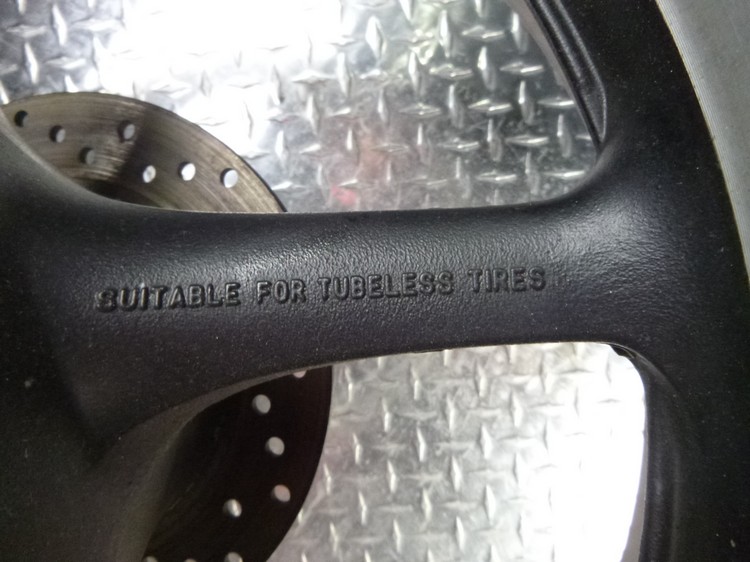 SUITABLE FOR TUBELESS TIRES